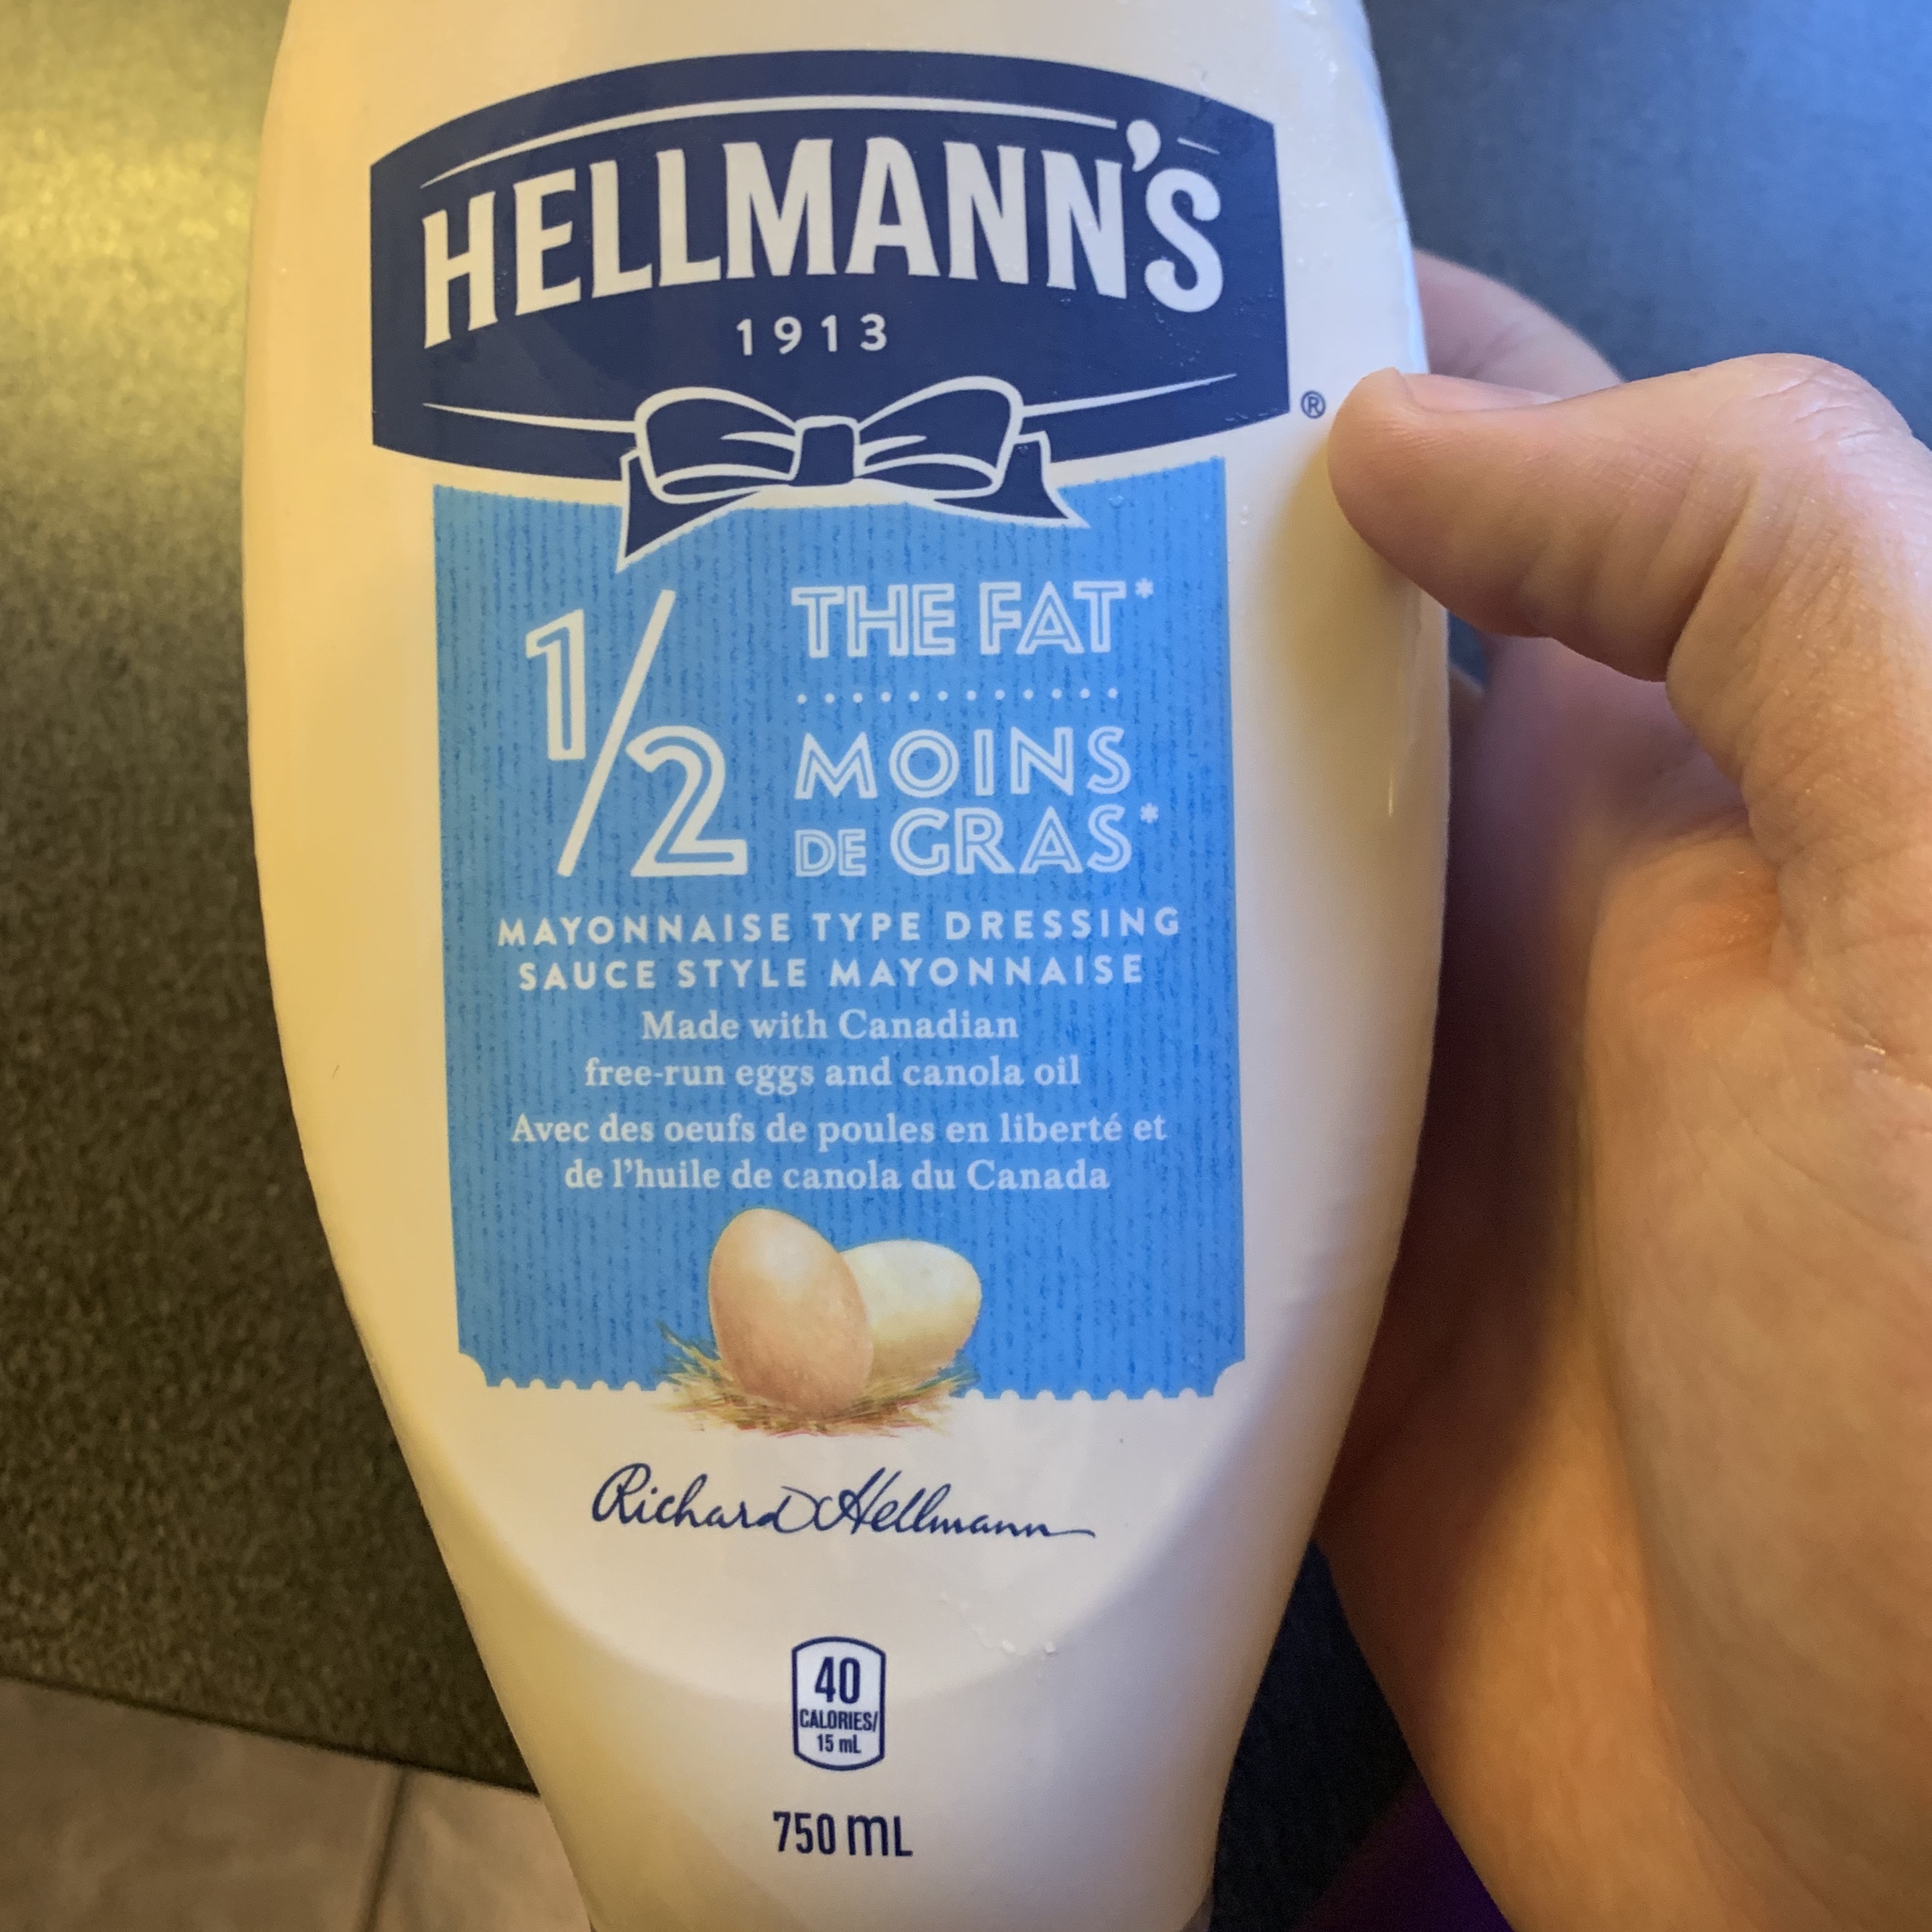 HELLMANN'S
1913
®
1/2
THE FAT*
MOINS
DE GRAS*
MAYONNAISE TYPE DRESSING
SAUCE STYLE MAYONNAISE
Made with Canadian
free-run eggs and canola oil
Avec des oeufs de poules en liberté et
de l'huile de canola du Canada
Richard Hellmann
40
CALORIES/
15 mL
750 mL